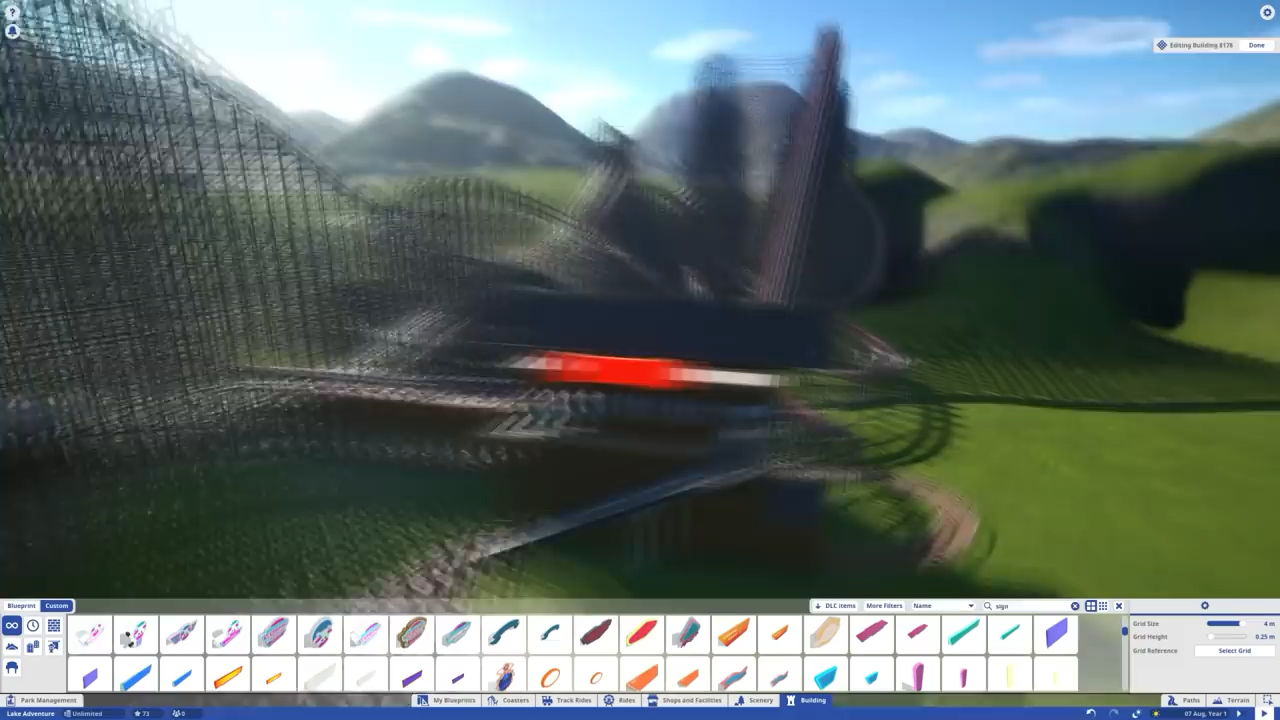 ?
Editing Building 8176 Done
Blueprint Custom DLC items More Filters Name sign
Grid Size 4 m
Grid Height 0.25 m
Grid Reference Select Grid
Park Management My Blueprints Coasters Track Rides Rides Shops and Facilities Scenery Building Paths Terrain
Lake Adventure Unlimited 73 0 07 Aug, Year 1